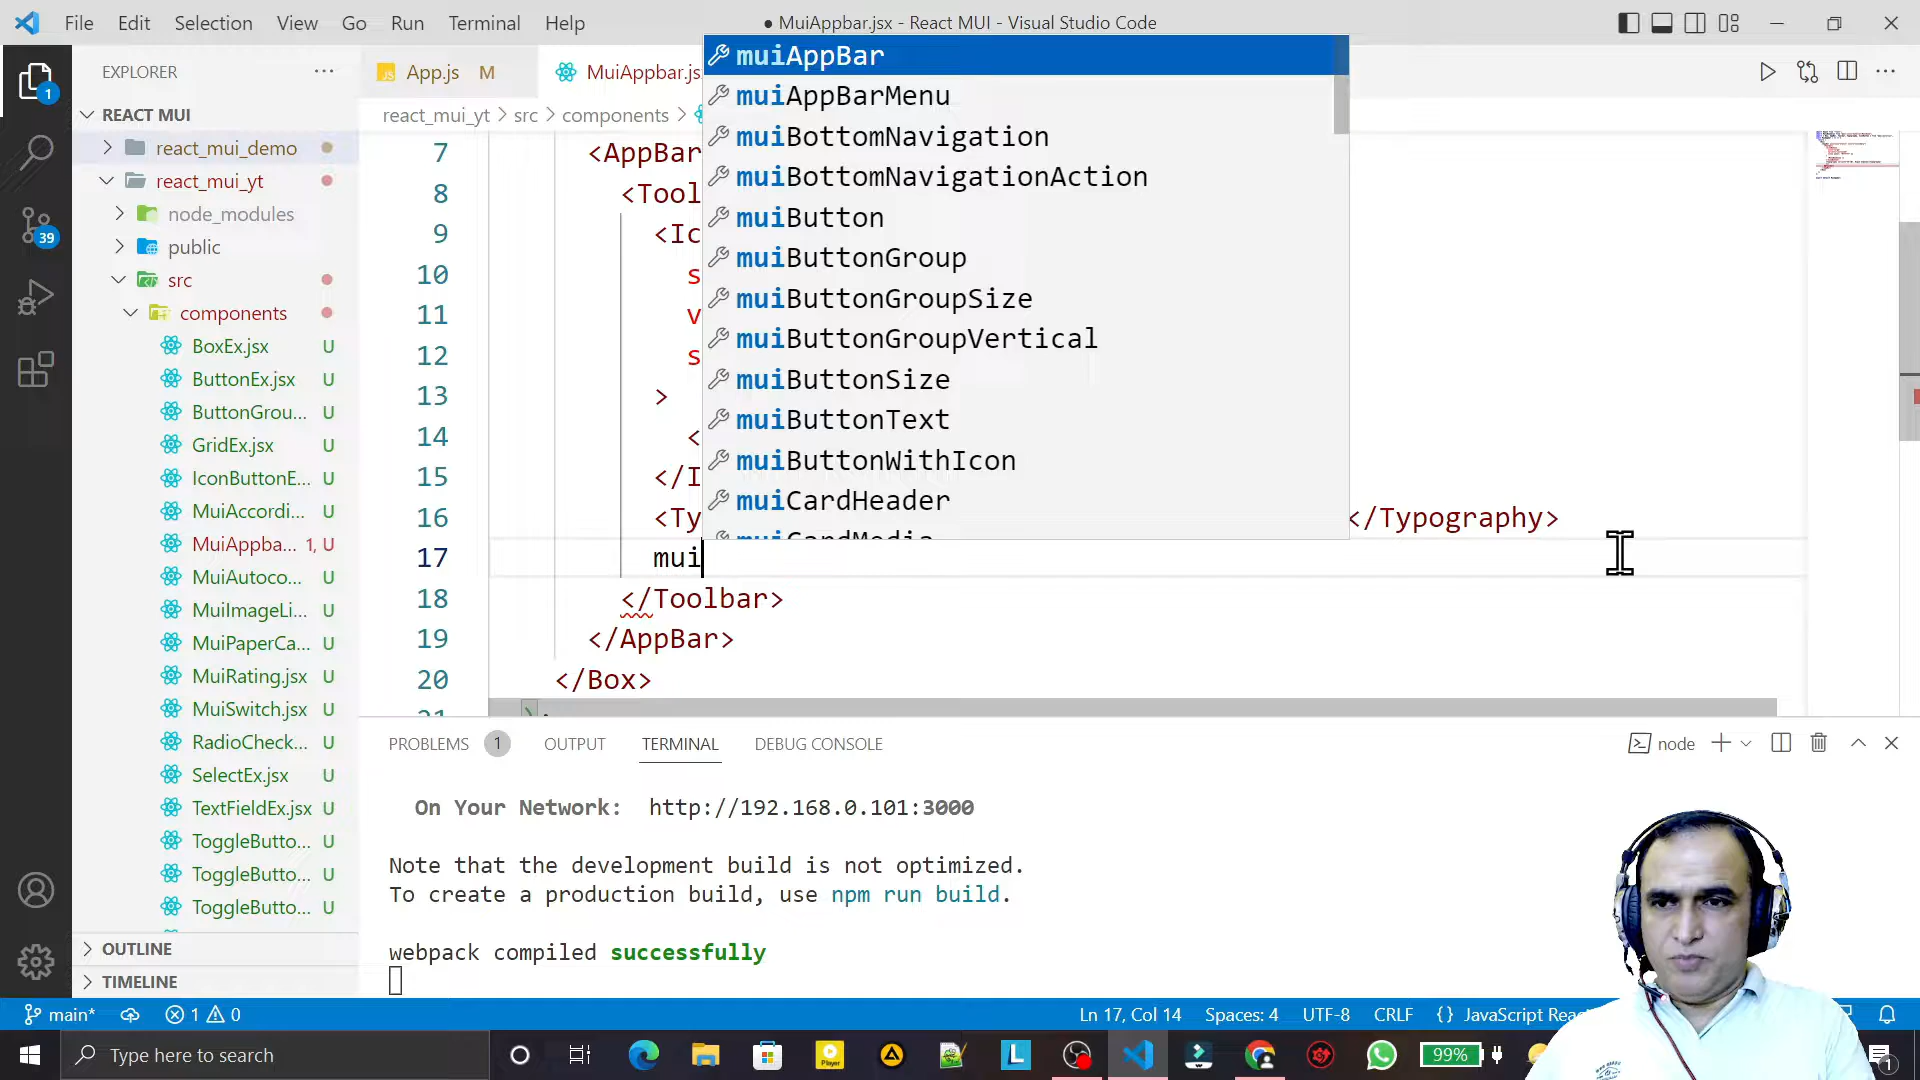 File Edit Selection View Go Run Terminal Help
● MuiAppbar.jsx - React MUI - Visual Studio Code
EXPLORER ...
App.js M
MuiAppbar.js
REACT MUI
react_mui_yt > src > components >
react_mui_demo
react_mui_yt
node_modules
public
src
components
BoxEx.jsx U
ButtonEx.jsx U
ButtonGrou... U
GridEx.jsx U
IconButtonE... U
MuiAccordi... U
MuiAppba... 1, U
MuiAutoco... U
MuiImageLi... U
MuiPaperCa... U
MuiRating.jsx U
MuiSwitch.jsx U
RadioCheck... U
SelectEx.jsx U
TextFieldEx.jsx U
ToggleButto... U
ToggleButto... U
ToggleButto... U
OUTLINE
TIMELINE
1
39
muiAppBar
muiAppBarMenu
muiBottomNavigation
muiBottomNavigationAction
muiButton
muiButtonGroup
muiButtonGroupSize
muiButtonGroupVertical
muiButtonSize
muiButtonText
muiButtonWithIcon
muiCardHeader
muiCardMedia
7 <AppBar
8 <Tool
9 <Ic
10 s
11 v
12 s
13 >
14 <
15 </I
16 <Ty </Typography>
17 mui
18 </Toolbar>
19 </AppBar>
20 </Box>
21 );
PROBLEMS 1 OUTPUT TERMINAL DEBUG CONSOLE
node
On Your Network: http://192.168.0.101:3000
Note that the development build is not optimized.
To create a production build, use npm run build.
webpack compiled successfully
main* 1 0
Ln 17, Col 14 Spaces: 4 UTF-8 CRLF {} JavaScript Reac
Type here to search
Player
L
99%
1